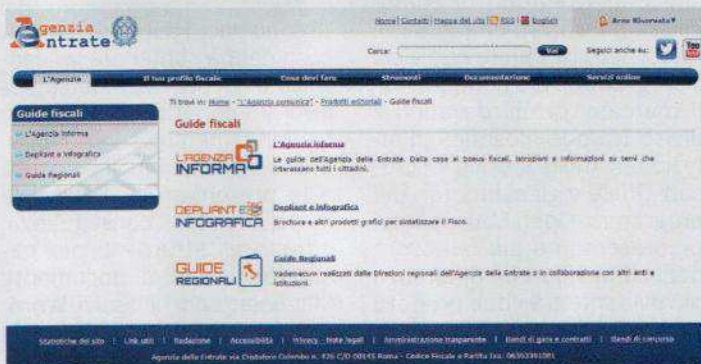 Agenzia
Entrate
Home | Contatti | Mappa del sito | RSS | English
Area Riservata
Cerca:
Vai
Seguici anche su:
You
L'Agenzia
Il tuo profilo fiscale
Cosa devi fare
Strumenti
Documentazione
Servizi online
Ti trovi in: Home - "L'Agenzia comunica" - Prodotti editoriali - Guide fiscali
Guide fiscali
L'Agenzia informa
Depliant e infografica
Guide Regionali
Guide fiscali
L'AGENZIA
INFORMA
L'Agenzia informa
Le guide dell'Agenzia delle Entrate. Dalla casa ai bonus fiscali, istruzioni e informazioni su temi che
interessano tutti i cittadini.
DEPLIANT E
INFOGRAFICA
Depliant e infografica
Brochure e altri prodotti grafici per sintetizzare il Fisco.
GUIDE
REGIONALI
Guide Regionali
Vademecum realizzati dalle Direzioni regionali dell'Agenzia delle Entrate o in collaborazione con altri enti e
istituzioni.
Statistiche del sito | Link utili | Redazione | Accessibilità | Privacy - Note legali | Amministrazione trasparente | Bandi di gara e contratti | Bandi di concorso
Agenzia delle Entrate via Cristoforo Colombo n. 426 C/D 00145 Roma - Codice Fiscale e Partita Iva: 06363391001